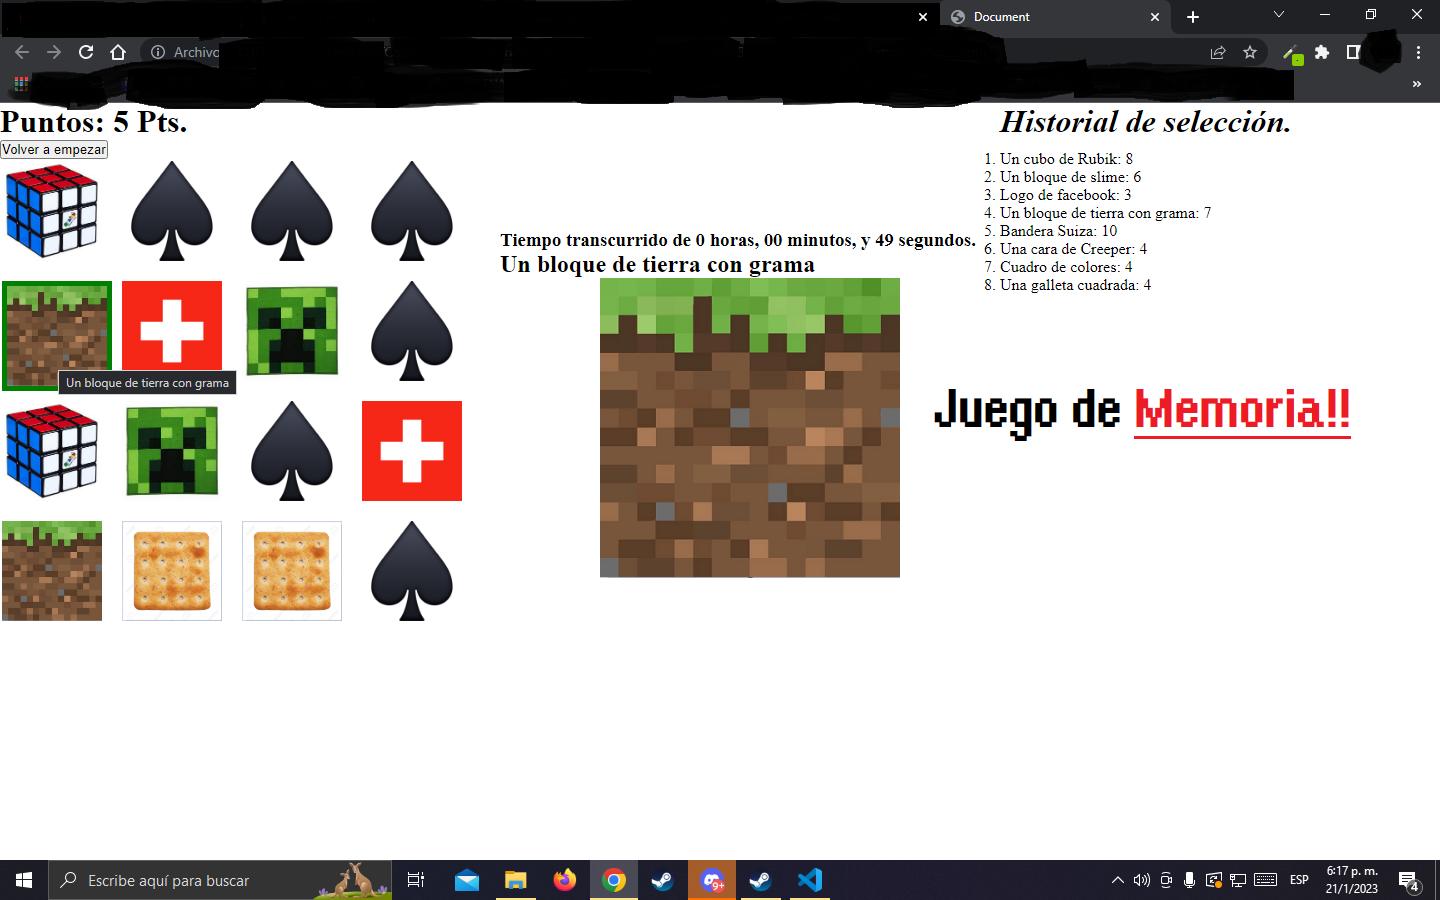 Document
Archivo
Puntos: 5 Pts.
Volver a empezar
Un bloque de tierra con grama
Tiempo transcurrido de 0 horas, 00 minutos, y 49 segundos.
Un bloque de tierra con grama
Historial de selección.
1. Un cubo de Rubik: 8
2. Un bloque de slime: 6
3. Logo de facebook: 3
4. Un bloque de tierra con grama: 7
5. Bandera Suiza: 10
6. Una cara de Creeper: 4
7. Cuadro de colores: 4
8. Una galleta cuadrada: 4
Juego de Memoria!!
Escribe aquí para buscar
9+
ESP
6:17 p. m.
21/1/2023
4